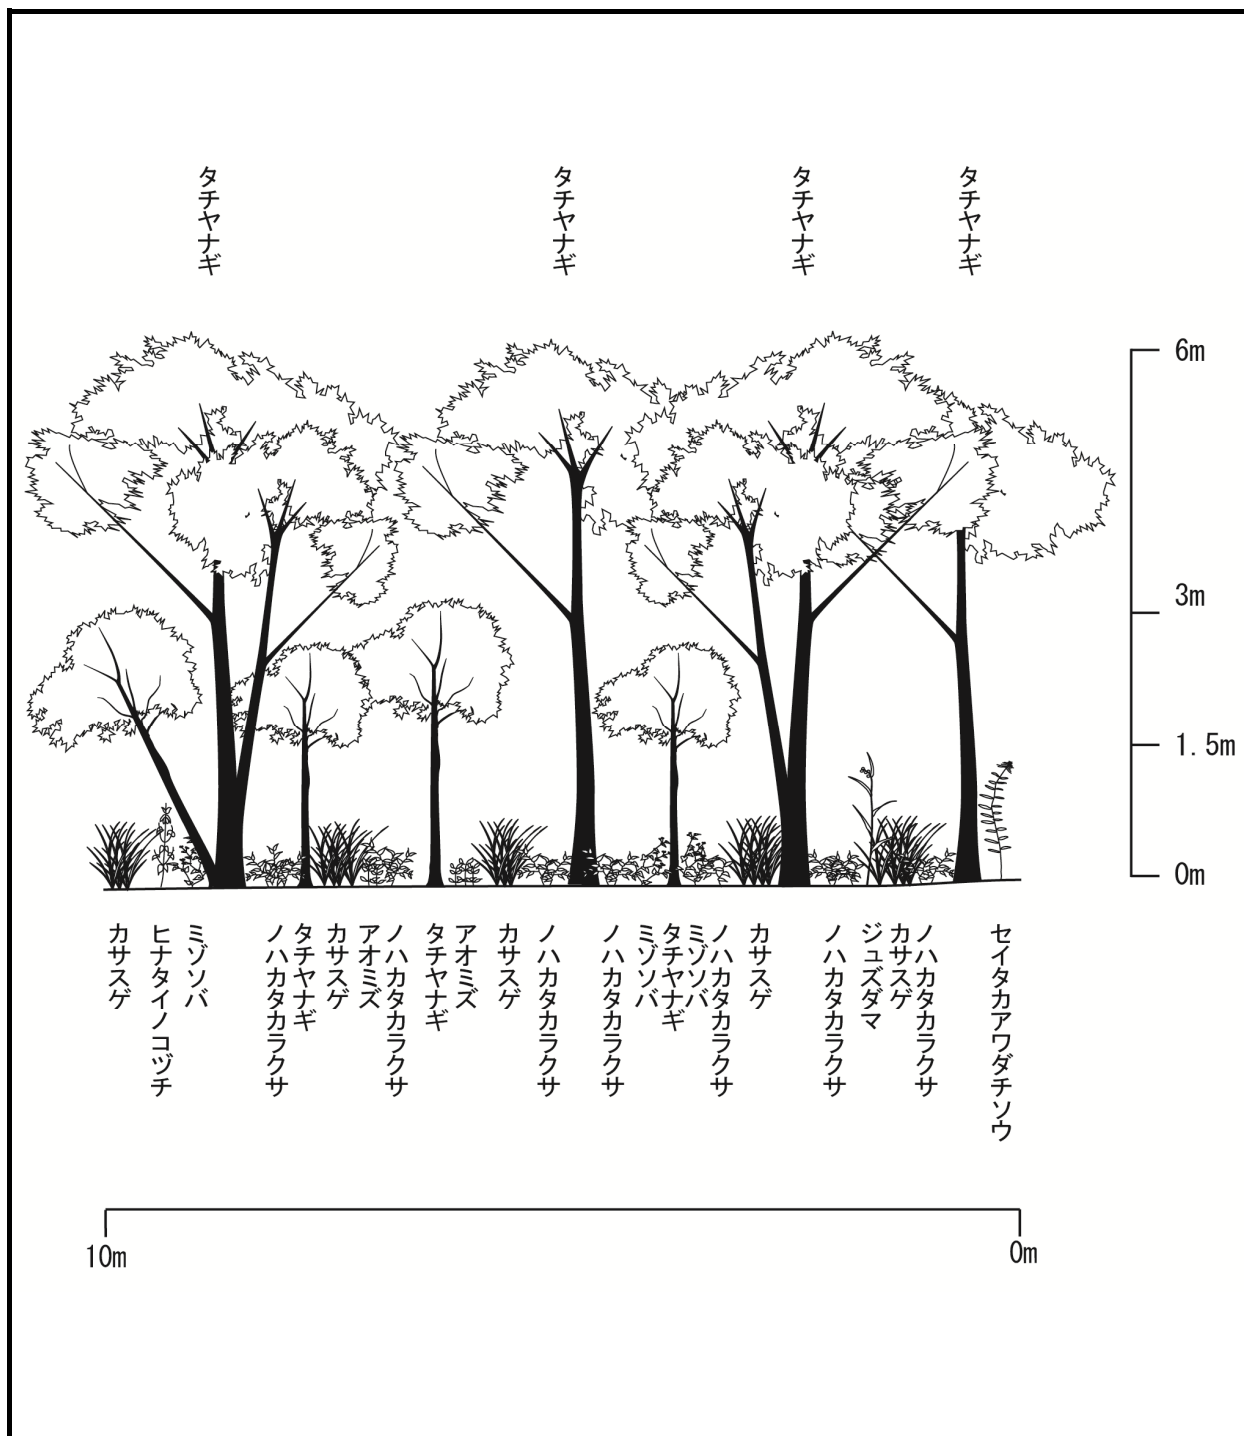 タチヤナギ
タチヤナギ
タチヤナギ
タチヤナギ
6m
3m
1.5m
0m
カサスゲ
ヒナタイノコヅチ
ミゾソバ
ノハカタカラクサ
タチヤナギ
カサスゲ
アオミズ
ノハカタカラクサ
タチヤナギ
アオミズ
カサスゲ
ノハカタカラクサ
ノハカタカラクサ
ミゾソバ
タチヤナギ
ミゾソバ
ノハカタカラクサ
カサスゲ
ノハカタカラクサ
ジュズダマ
カサスゲ
ノハカタカラクサ
セイタカアワダチソウ
10m
0m